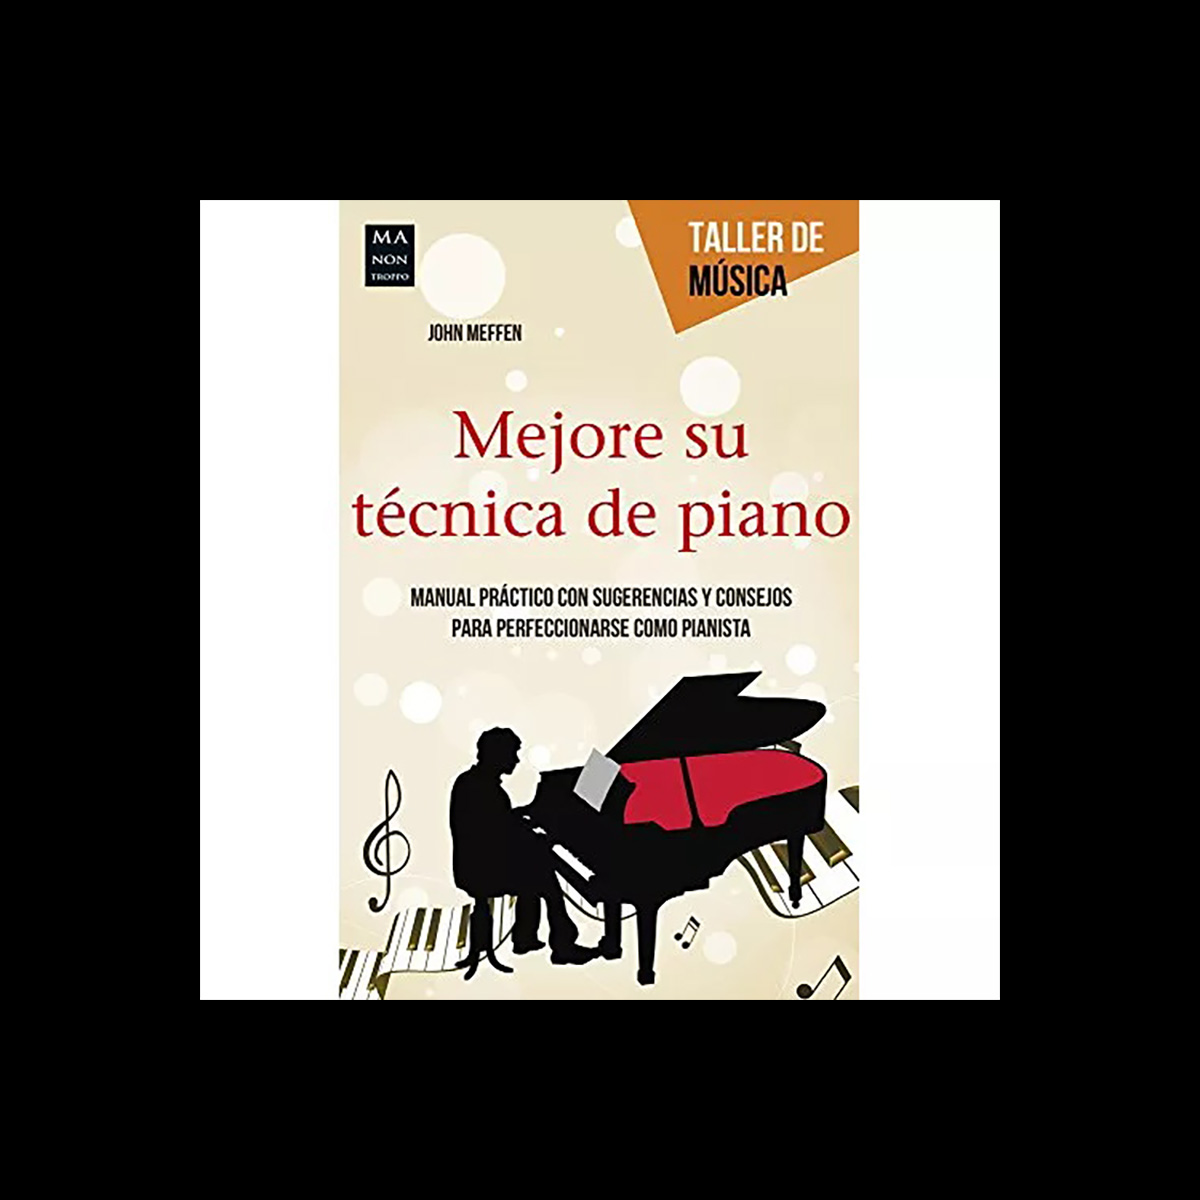 MA
NON
TROPPO
TALLER DE
MÚSICA
JOHN MEFFEN
Mejore su
técnica de piano
MANUAL PRÁCTICO CON SUGERENCIAS Y CONSEJOS
PARA PERFECCIONARSE COMO PIANISTA